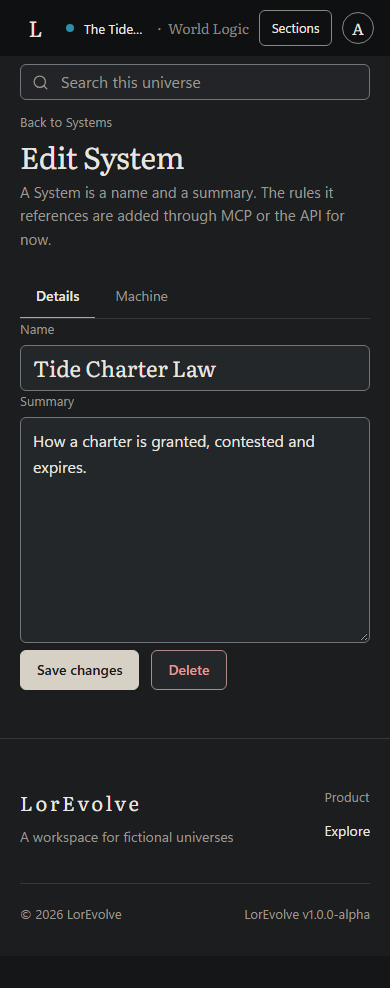 L
The Tide...
· World Logic
Sections
A
Search this universe
Back to Systems
Edit System
A System is a name and a summary. The rules it
references are added through MCP or the API for
now.
Details
Machine
Name
Tide Charter Law
Summary
How a charter is granted, contested and
expires.
Save changes
Delete
LorEvolve
A workspace for fictional universes
Product
Explore
© 2026 LorEvolve
LorEvolve v1.0.0-alpha